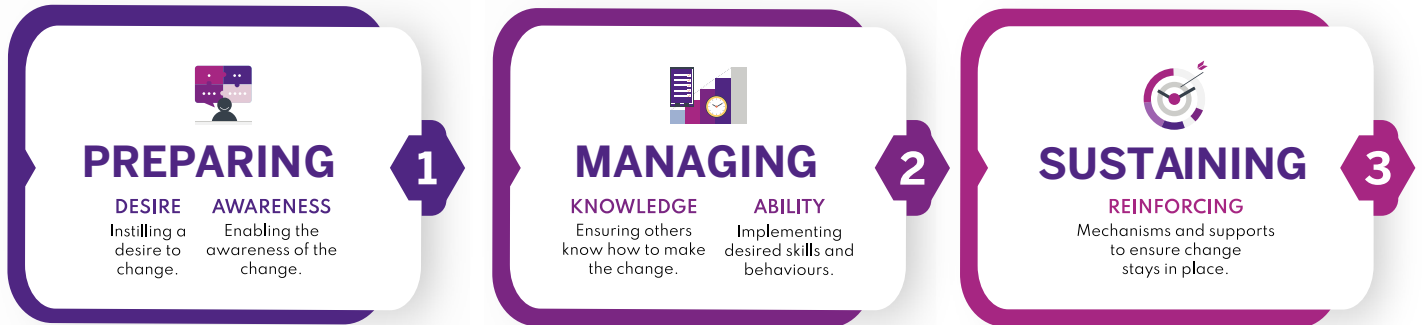 PREPARING
DESIRE
Instilling a
desire to
change.
AWARENESS
Enabling the
awareness of the
change.
1
MANAGING
KNOWLEDGE
Ensuring others
know how to make
the change.
ABILITY
Implementing
desired skills and
behaviours.
2
SUSTAINING
REINFORCING
Mechanisms and supports
to ensure change
stays in place.
3